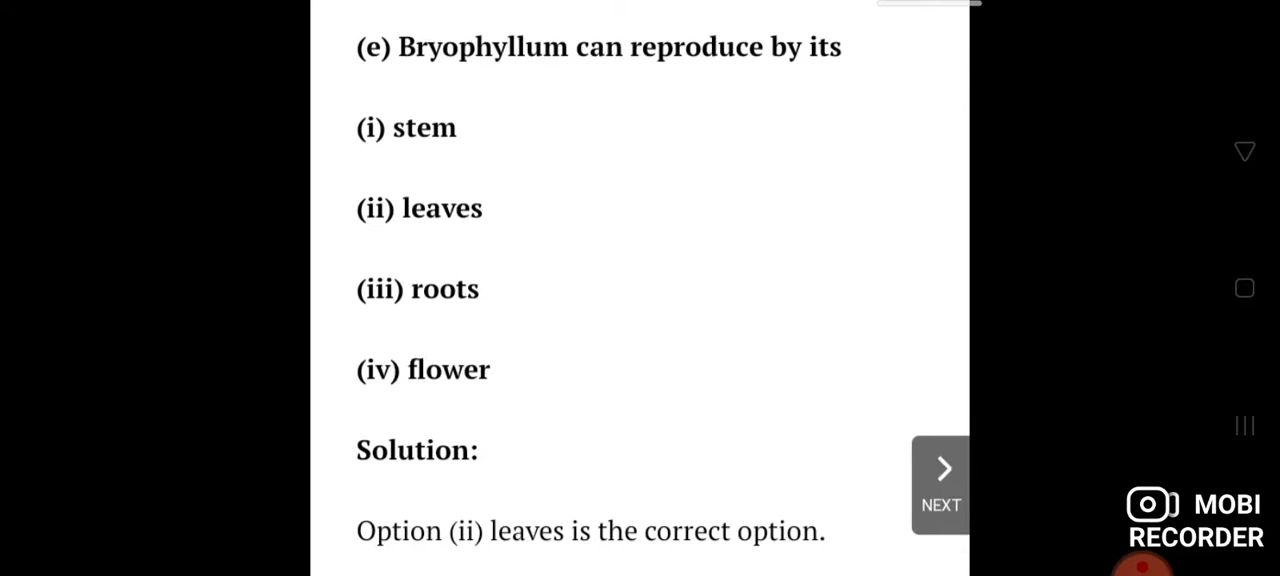 (e) Bryophyllum can reproduce by its
(i) stem
(ii) leaves
(iii) roots
(iv) flower
Solution:
NEXT
Option (ii) leaves is the correct option.
MOBI
RECORDER